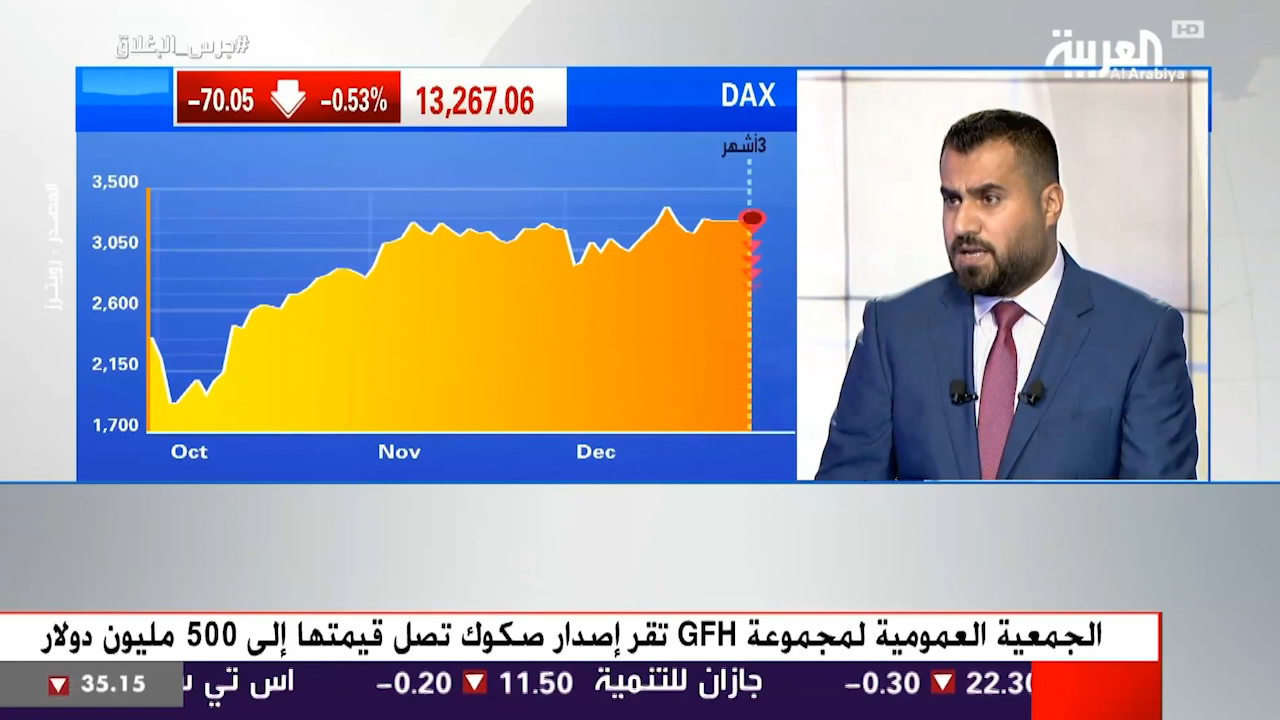 #جرس_الإغلاق
HD
العربية
Al Arabiya
-70.05 -0.53% 13,267.06 DAX
3أشهر
3,500
3,050
2,600
2,150
1,700
Oct Nov Dec
المصدر : رويترز
الجمعية العمومية لمجموعة GFH تقر إصدار صكوك تصل قيمتها إلى 500 مليون دولار
22.30 -0.30 جازان للتنمية 11.50 -0.20 اس تي 35.15